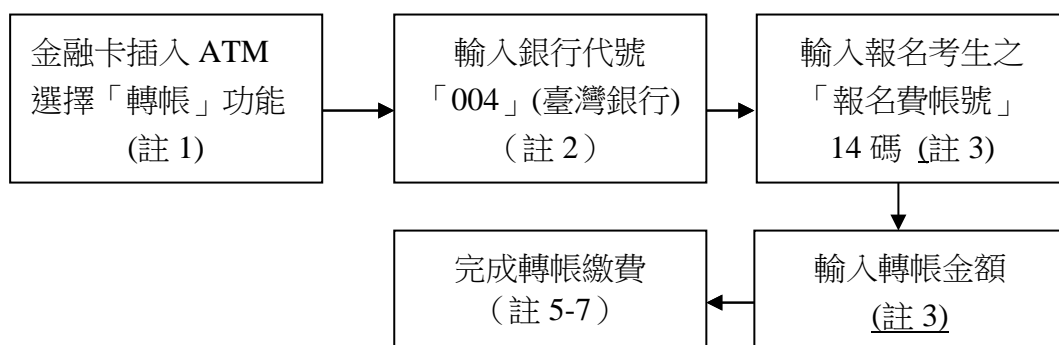 金融卡插入 ATM
選擇「轉帳」功能
(註 1)
輸入銀行代號
「004」(臺灣銀行)
（註 2）
輸入報名考生之
「報名費帳號」
14 碼 (註 3)
輸入轉帳金額
(註 3)
完成轉帳繳費
（註 5-7）